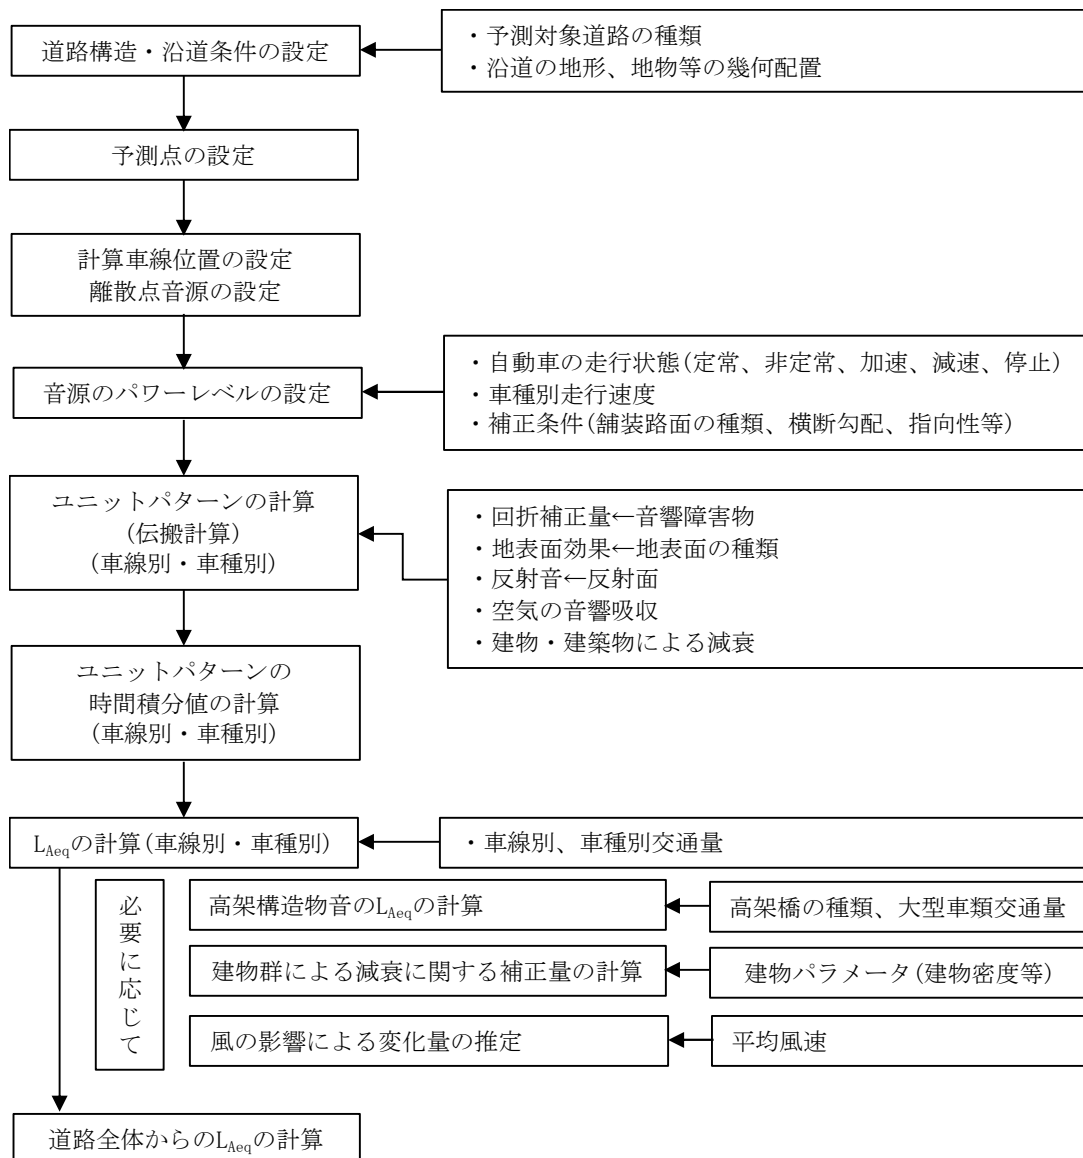 道路構造・沿道条件の設定
・予測対象道路の種類
・沿道の地形、地物等の幾何配置
予測点の設定
計算車線位置の設定
離散点音源の設定
音源のパワーレベルの設定
・自動車の走行状態(定常、非定常、加速、減速、停止)
・車種別走行速度
・補正条件(舗装路面の種類、横断勾配、指向性等)
ユニットパターンの計算
(伝搬計算)
(車線別・車種別)
・回折補正量←音響障害物
・地表面効果←地表面の種類
・反射音←反射面
・空気の音響吸収
・建物・建築物による減衰
ユニットパターンの
時間積分値の計算
(車線別・車種別)
LAeqの計算(車線別・車種別)
・車線別、車種別交通量
必要に応じて
高架構造物音のLAeqの計算
高架橋の種類、大型車類交通量
建物群による減衰に関する補正量の計算
建物パラメータ(建物密度等)
風の影響による変化量の推定
平均風速
道路全体からのLAeqの計算